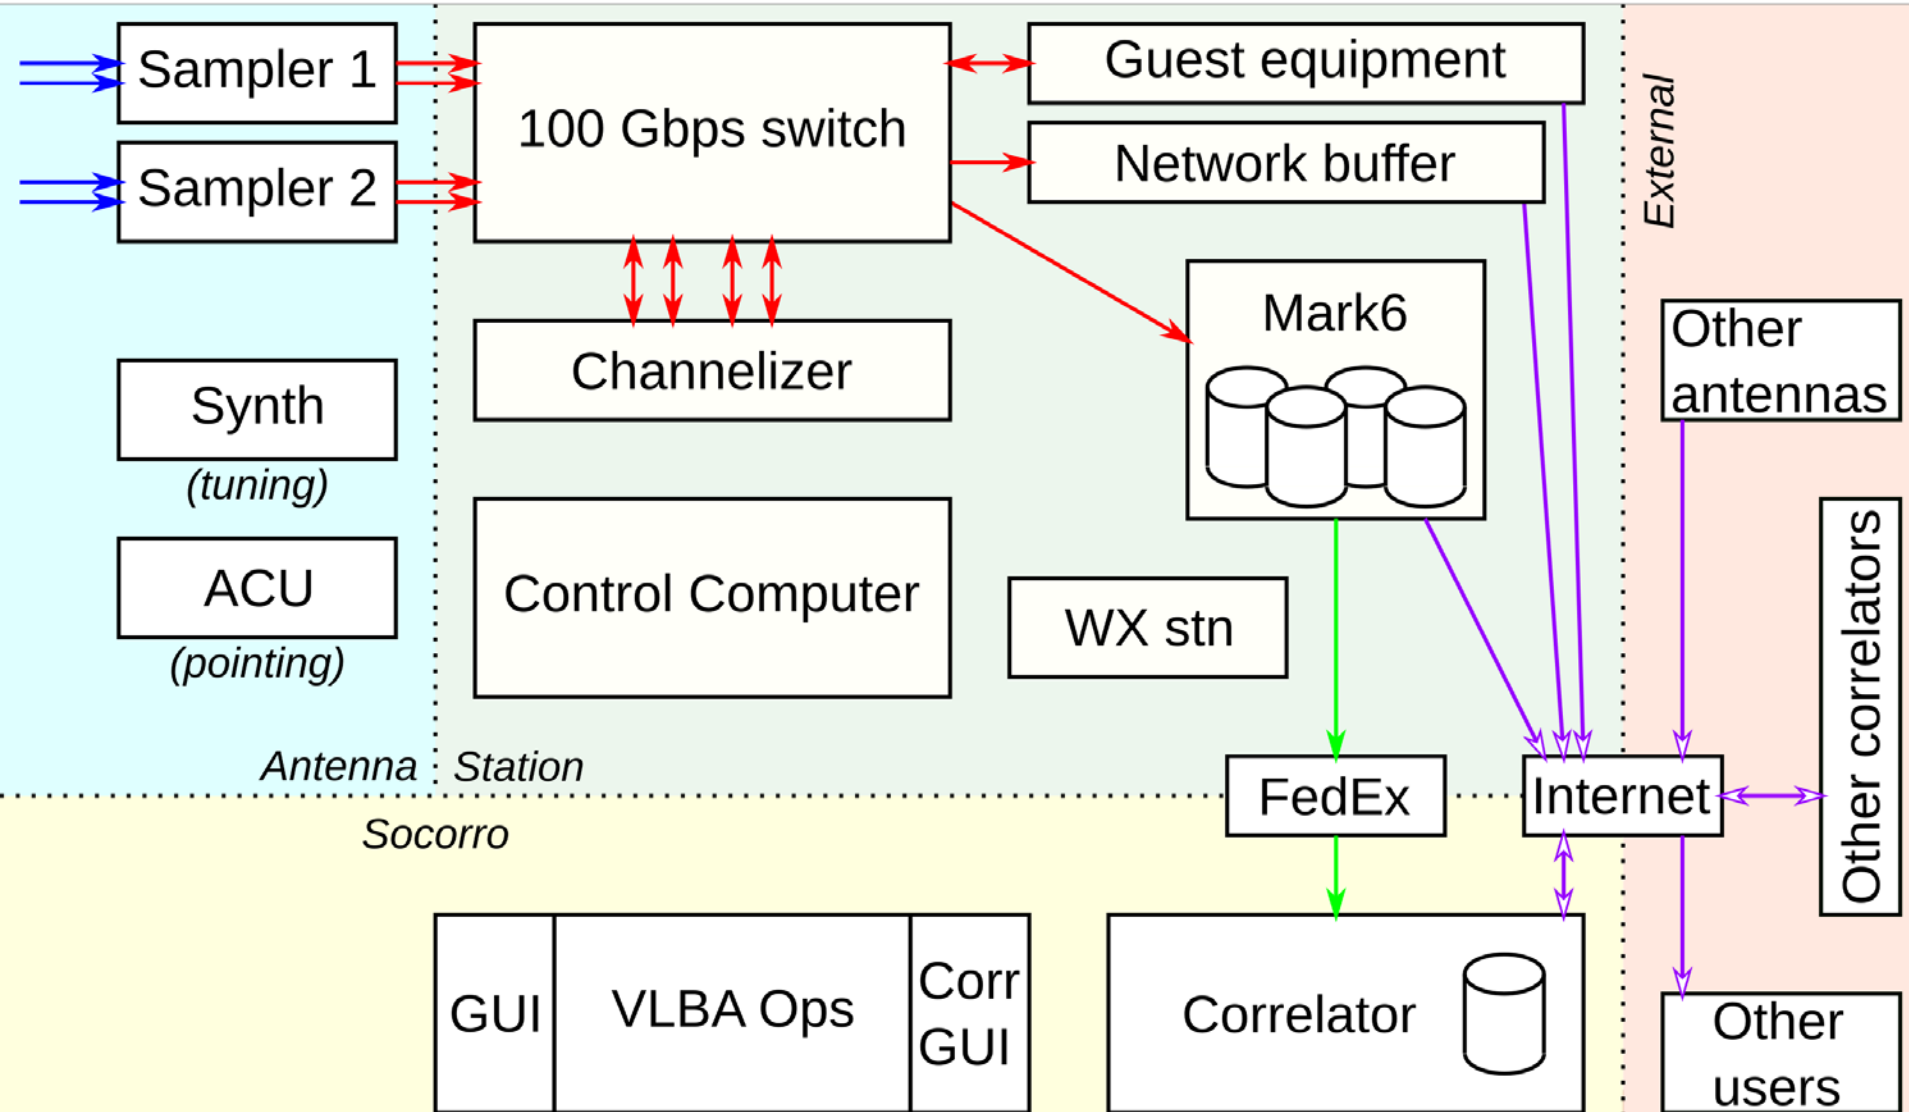 Sampler 1
Sampler 2
100 Gbps switch
Guest equipment
Network buffer
External
Mark6
Other
antennas
Channelizer
Synth
(tuning)
ACU
(pointing)
Control Computer
WX stn
Other correlators
Antenna
Station
FedEx
Internet
Socorro
GUI
VLBA Ops
Corr
GUI
Correlator
Other
users